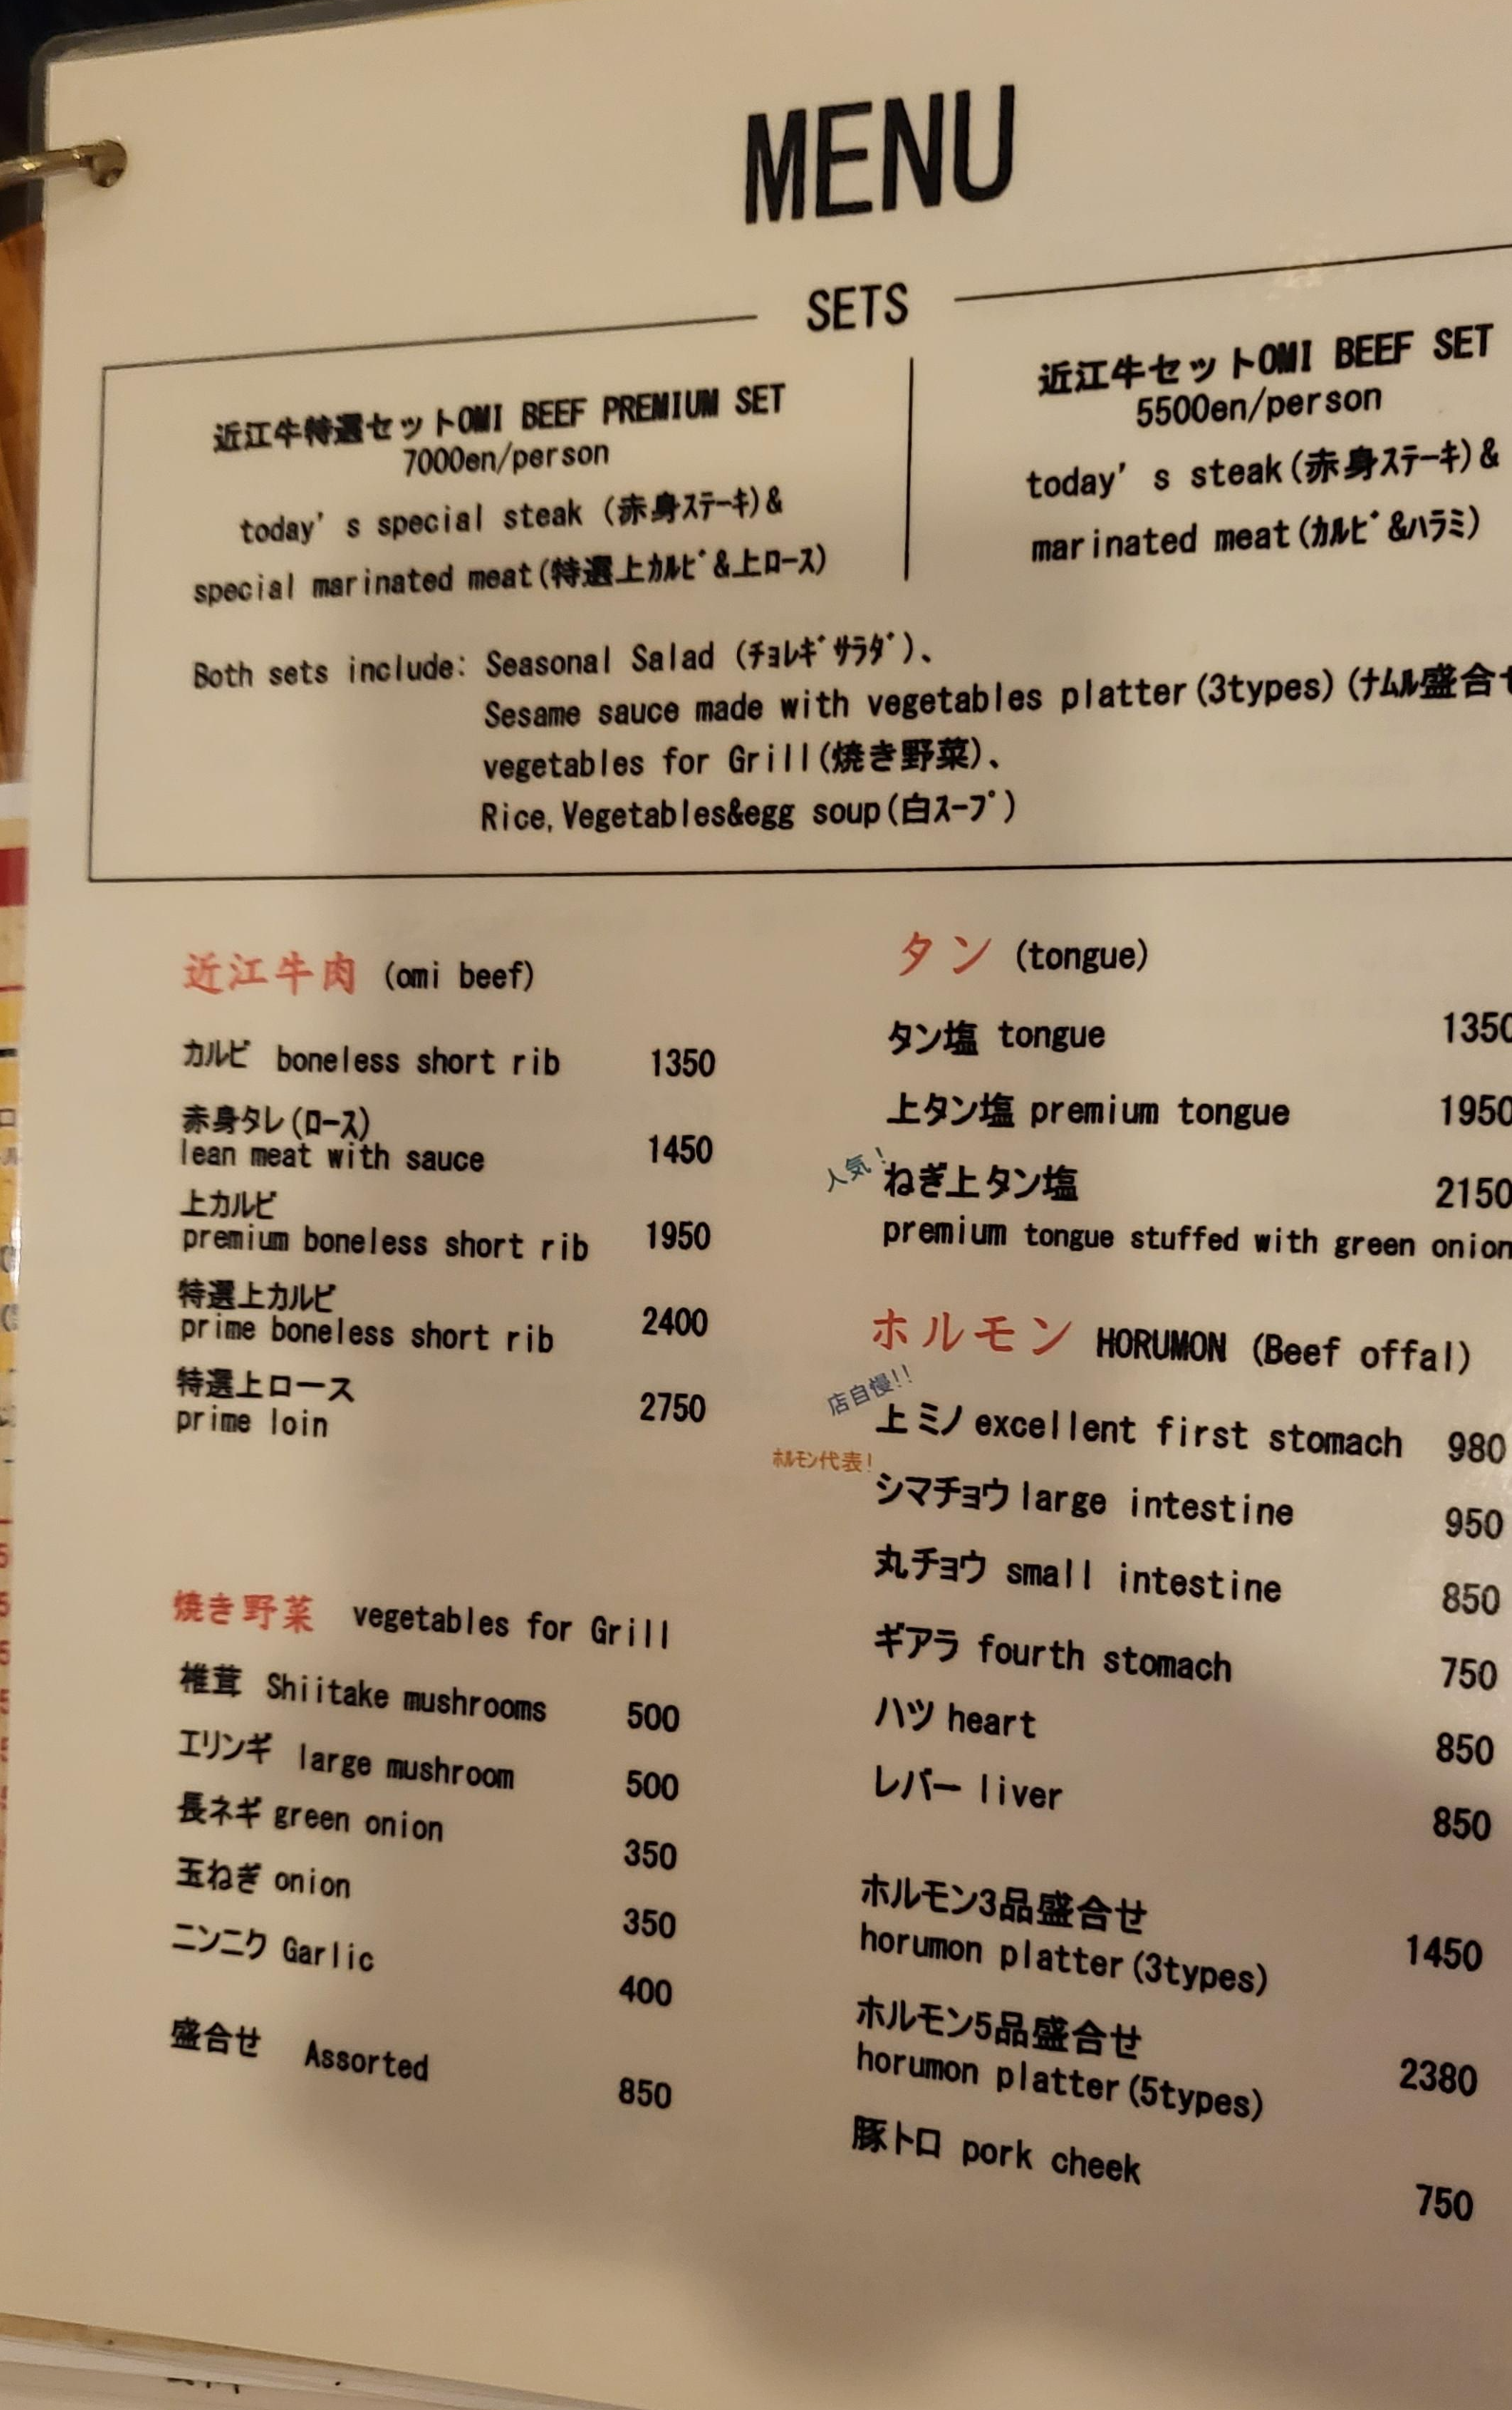 MENU
SETS
近江牛特選セットOMI BEEF PREMIUM SET
7000en/person
today's special steak (赤身ｽﾃｰｷ)&
special marinated meat(特選上ｶﾙﾋﾞ&上ﾛｰｽ)
近江牛セットOMI BEEF SET
5500en/person
today's steak(赤身ｽﾃｰｷ)&
marinated meat(ｶﾙﾋﾞ&ﾊﾗﾐ)
Both sets include: Seasonal Salad (ﾁｮﾚｷﾞｻﾗﾀﾞ)、
Sesame sauce made with vegetables platter(3types)(ﾅﾑﾙ盛合せ
vegetables for Grill(焼き野菜)、
Rice,Vegetables&egg soup(白ｽｰﾌﾟ)
近江牛肉 (omi beef)
カルビ boneless short rib 1350
赤身タレ(ﾛｰｽ)
lean meat with sauce 1450
上カルビ
premium boneless short rib 1950
特選上カルビ
prime boneless short rib 2400
特選上ロース
prime loin 2750
焼き野菜 vegetables for Grill
椎茸 Shiitake mushrooms 500
エリンギ large mushroom 500
長ネギ green onion 350
玉ねぎ onion 350
ニンニク Garlic 400
盛合せ Assorted 850
タン (tongue)
タン塩 tongue 1350
上タン塩 premium tongue 1950
人気！
ねぎ上タン塩 2150
premium tongue stuffed with green onion
ホルモン HORUMON (Beef offal)
店自慢!!
上ミノ excellent first stomach 980
ﾎﾙﾓﾝ代表！
シマチョウ large intestine 950
丸チョウ small intestine 850
ギアラ fourth stomach 750
ハツ heart 850
レバー liver 850
ホルモン3品盛合せ
horumon platter(3types) 1450
ホルモン5品盛合せ
horumon platter(5types) 2380
豚トロ pork cheek 750